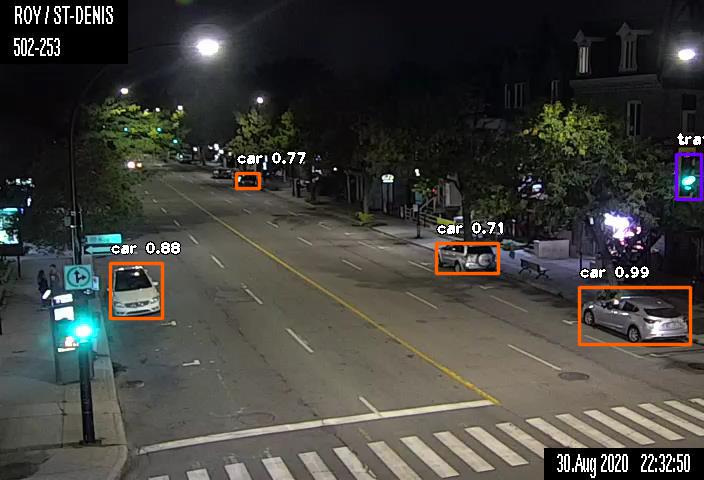 ROY / ST-DENIS
502-253
car 0.77
tra
car 0.71
car 0.88
car 0.99
30.Aug 2020 22:32:50